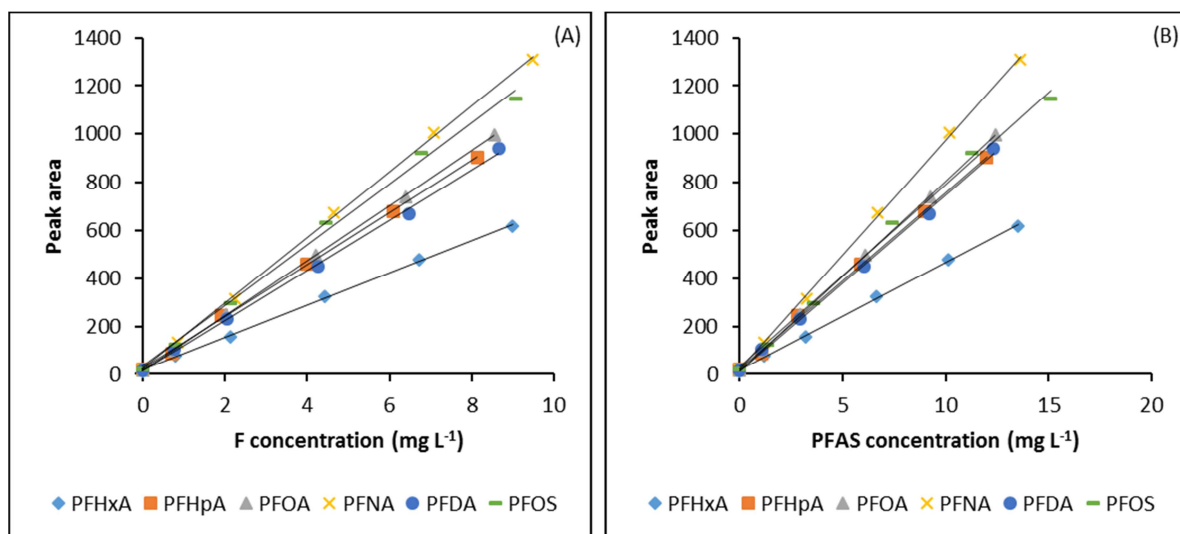 (A)
Peak area
1400
1200
1000
800
600
400
200
0
0 2 4 6 8 10
F concentration (mg L⁻¹)
PFHxA PFHpA PFOA PFNA PFDA PFOS
(B)
Peak area
1400
1200
1000
800
600
400
200
0
0 5 10 15 20
PFAS concentration (mg L⁻¹)
PFHxA PFHpA PFOA PFNA PFDA PFOS